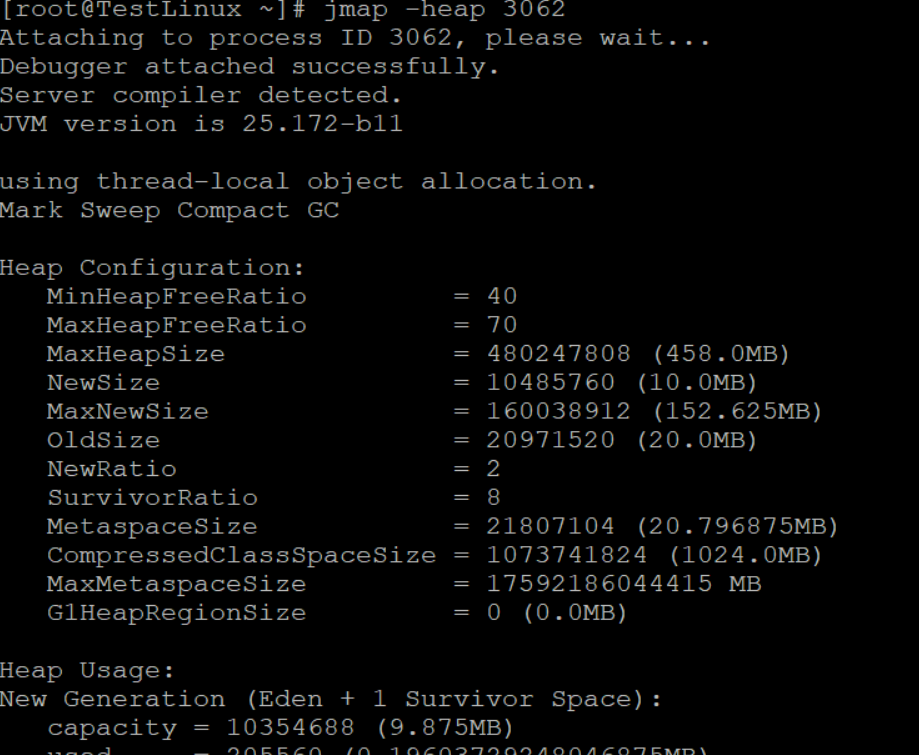 [root@TestLinux ~]# jmap -heap 3062
Attaching to process ID 3062, please wait...
Debugger attached successfully.
Server compiler detected.
JVM version is 25.172-b11
using thread-local object allocation.
Mark Sweep Compact GC
Heap Configuration:
MinHeapFreeRatio = 40
MaxHeapFreeRatio = 70
MaxHeapSize = 480247808 (458.0MB)
NewSize = 10485760 (10.0MB)
MaxNewSize = 160038912 (152.625MB)
OldSize = 20971520 (20.0MB)
NewRatio = 2
SurvivorRatio = 8
MetaspaceSize = 21807104 (20.796875MB)
CompressedClassSpaceSize = 1073741824 (1024.0MB)
MaxMetaspaceSize = 17592186044415 MB
G1HeapRegionSize = 0 (0.0MB)
Heap Usage:
New Generation (Eden + 1 Survivor Space):
capacity = 10354688 (9.875MB)
used = 205560 (0.19603729248046875MB)